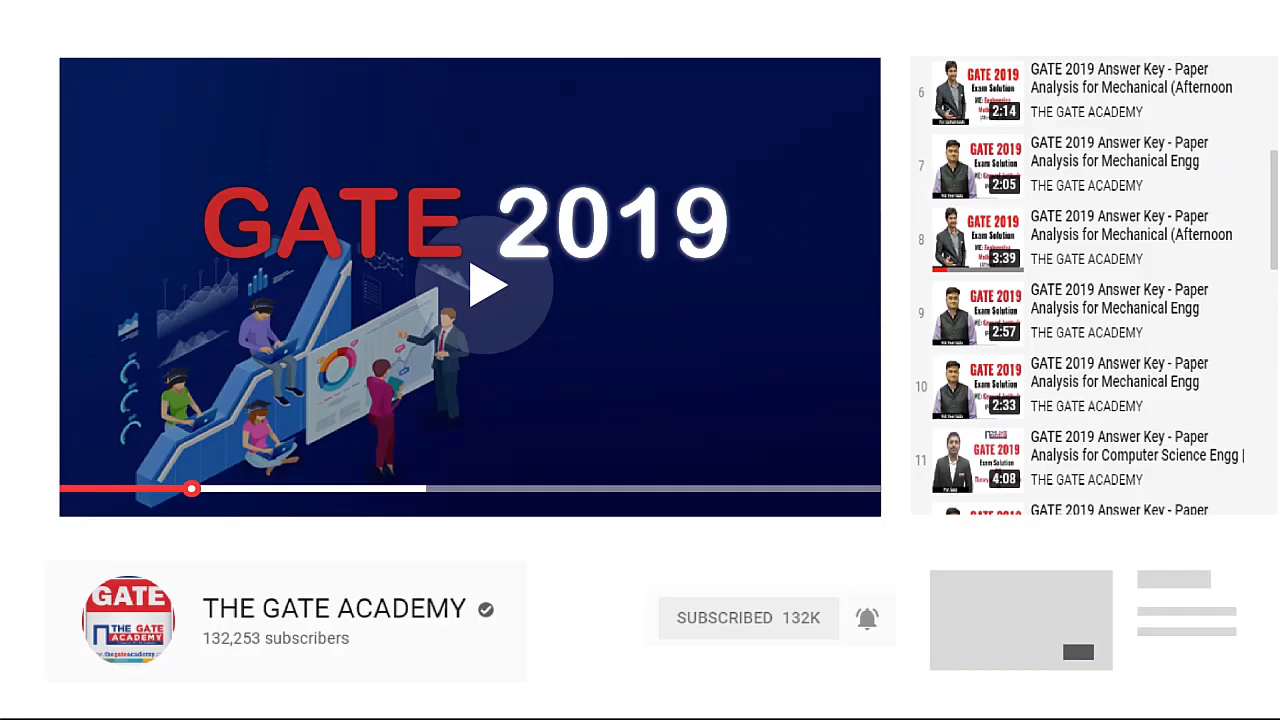 GATE 2019
6
GATE 2019
Exam Solution
2:14
GATE 2019 Answer Key - Paper
Analysis for Mechanical (Afternoon
THE GATE ACADEMY
7
GATE 2019
Exam Solution
2:05
GATE 2019 Answer Key - Paper
Analysis for Mechanical Engg
THE GATE ACADEMY
8
GATE 2019
Exam Solution
3:39
GATE 2019 Answer Key - Paper
Analysis for Mechanical (Afternoon
THE GATE ACADEMY
9
GATE 2019
Exam Solution
2:57
GATE 2019 Answer Key - Paper
Analysis for Mechanical Engg
THE GATE ACADEMY
10
GATE 2019
Exam Solution
2:33
GATE 2019 Answer Key - Paper
Analysis for Mechanical Engg
THE GATE ACADEMY
11
GATE 2019
Exam Solution
4:08
GATE 2019 Answer Key - Paper
Analysis for Computer Science Engg |
THE GATE ACADEMY
GATE 2019 Answer Key - Paper
GATE
THE GATE
ACADEMY
THE GATE ACADEMY
132,253 subscribers
SUBSCRIBED 132K